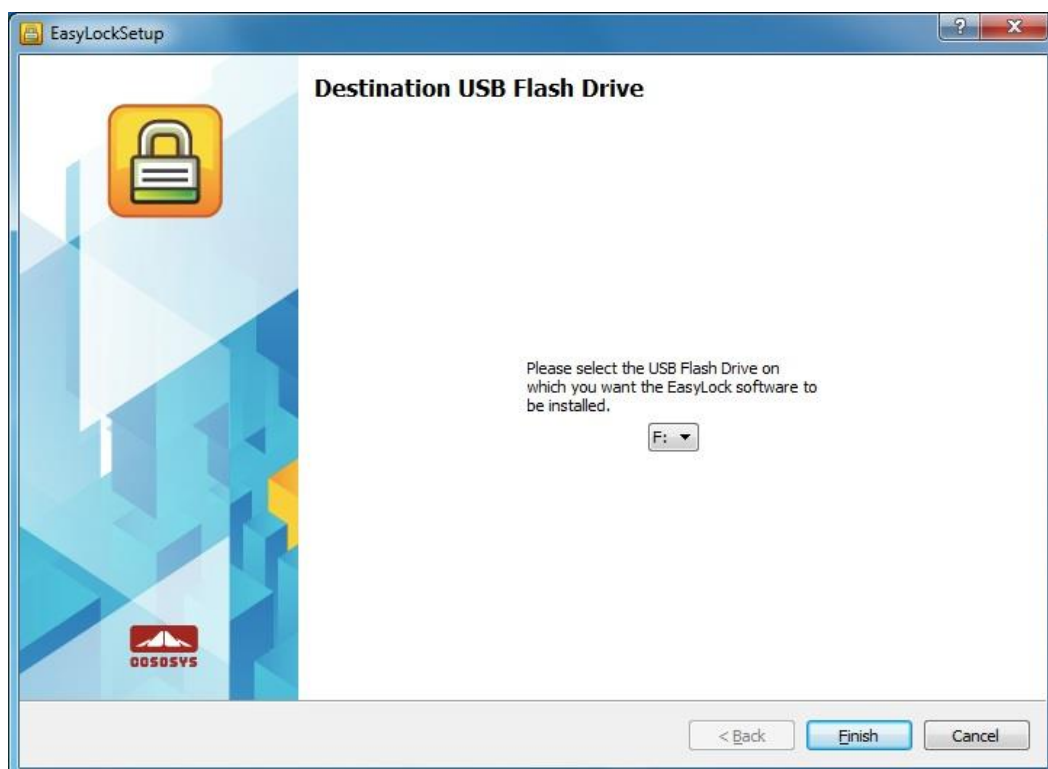 EasyLockSetup
Destination USB Flash Drive
Please select the USB Flash Drive on
which you want the EasyLock software to
be installed.
F:
COSOSYS
< Back
Finish
Cancel